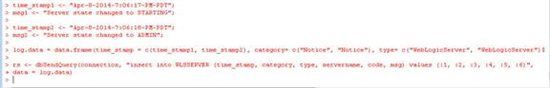 > time_stamp1 <- "Apr-8-2014-7:06:17-PM-PDT"
> msg1 <- "Server state changed to STARTING";
>
> time_stamp2 <- "Apr-8-2014-7:06:18-PM-PDT";
> msg2 <- "Server state changed to ADMIN";
>
> log.data = data.frame(time_stamp = c(time_stamp1, time_stamp2), category= c("Notice", "Notice"), type= c("WebLogicServer", "WebLogicServer")$
>
> rs <- dbSendQuery(connection, "insert into WLSSERVER (time_stamp, category, type, servername, code, msg) values (:1, :2, :3, :4, :5, :6)",
+ data = log.data)
>